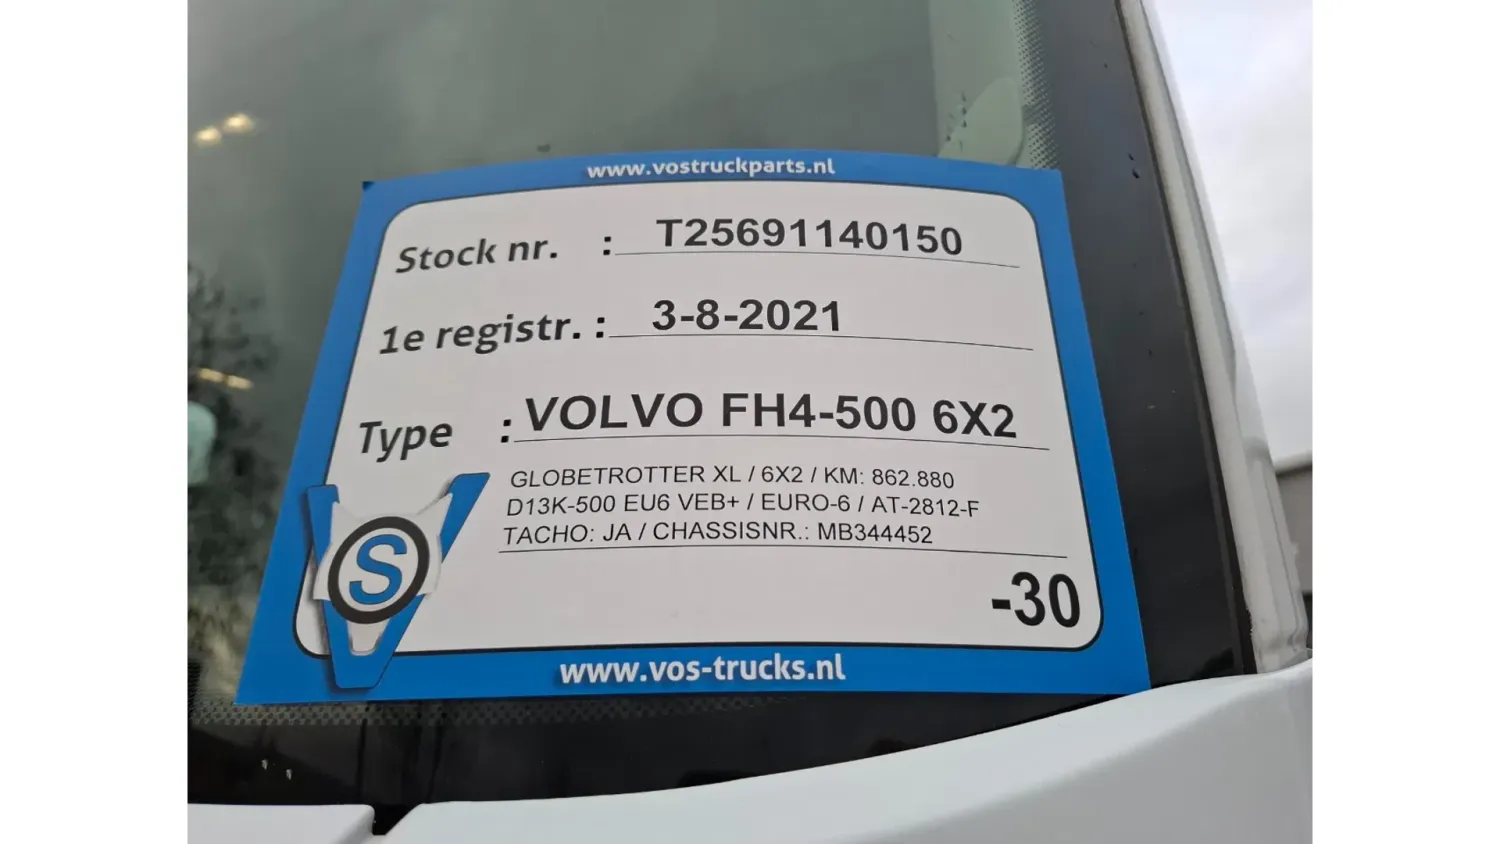 www.vostruckparts.nl
Stock nr. : T25691140150
1e registr. : 3-8-2021
Type : VOLVO FH4-500 6X2
GLOBETROTTER XL / 6X2 / KM: 862.880
D13K-500 EU6 VEB+ / EURO-6 / AT-2812-F
TACHO: JA / CHASSISNR.: MB344452
-30
VS
www.vos-trucks.nl